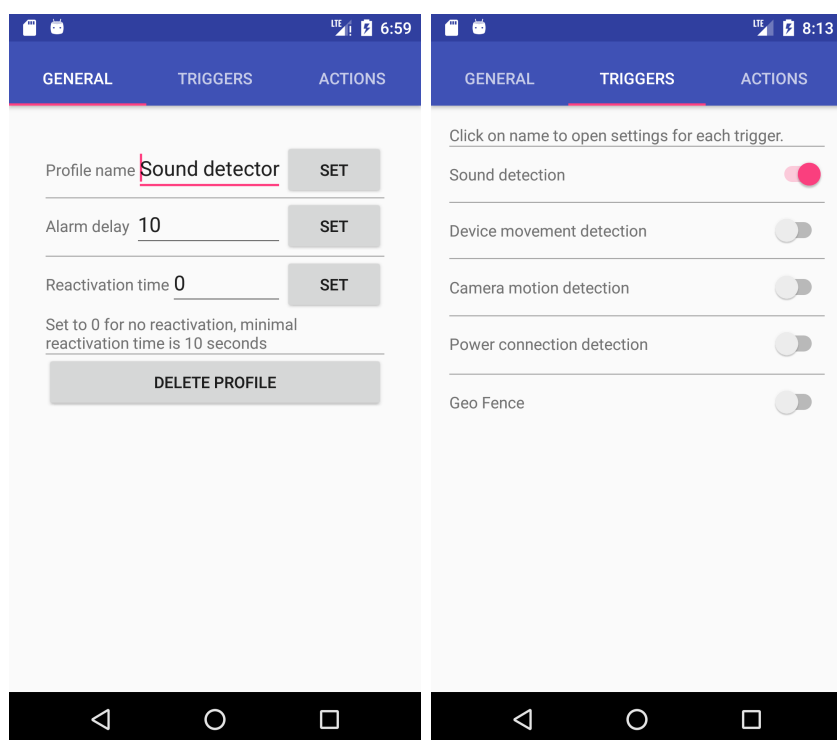 LTE 6:59
GENERAL TRIGGERS ACTIONS
Profile name Sound detector SET
Alarm delay 10 SET
Reactivation time 0 SET
Set to 0 for no reactivation, minimal
reactivation time is 10 seconds
DELETE PROFILE
LTE 8:13
GENERAL TRIGGERS ACTIONS
Click on name to open settings for each trigger.
Sound detection
Device movement detection
Camera motion detection
Power connection detection
Geo Fence